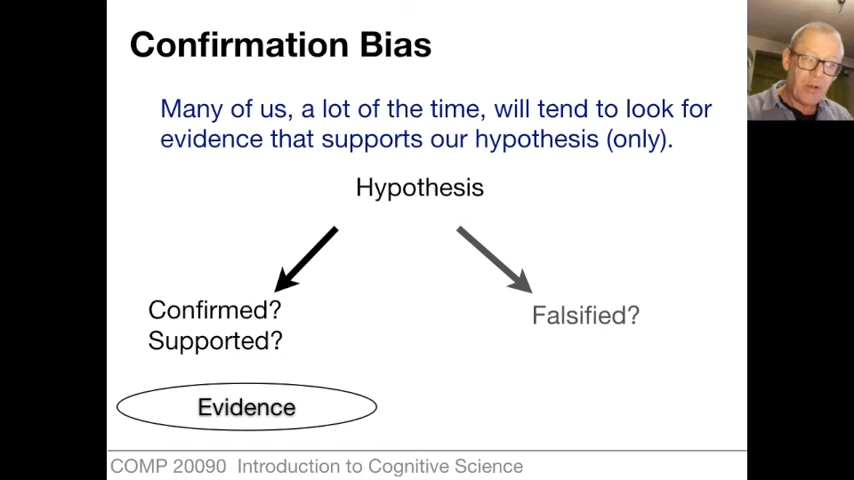 Confirmation Bias
Many of us, a lot of the time, will tend to look for
evidence that supports our hypothesis (only).
Hypothesis
Confirmed?
Supported?
Falsified?
Evidence
COMP 20090 Introduction to Cognitive Science